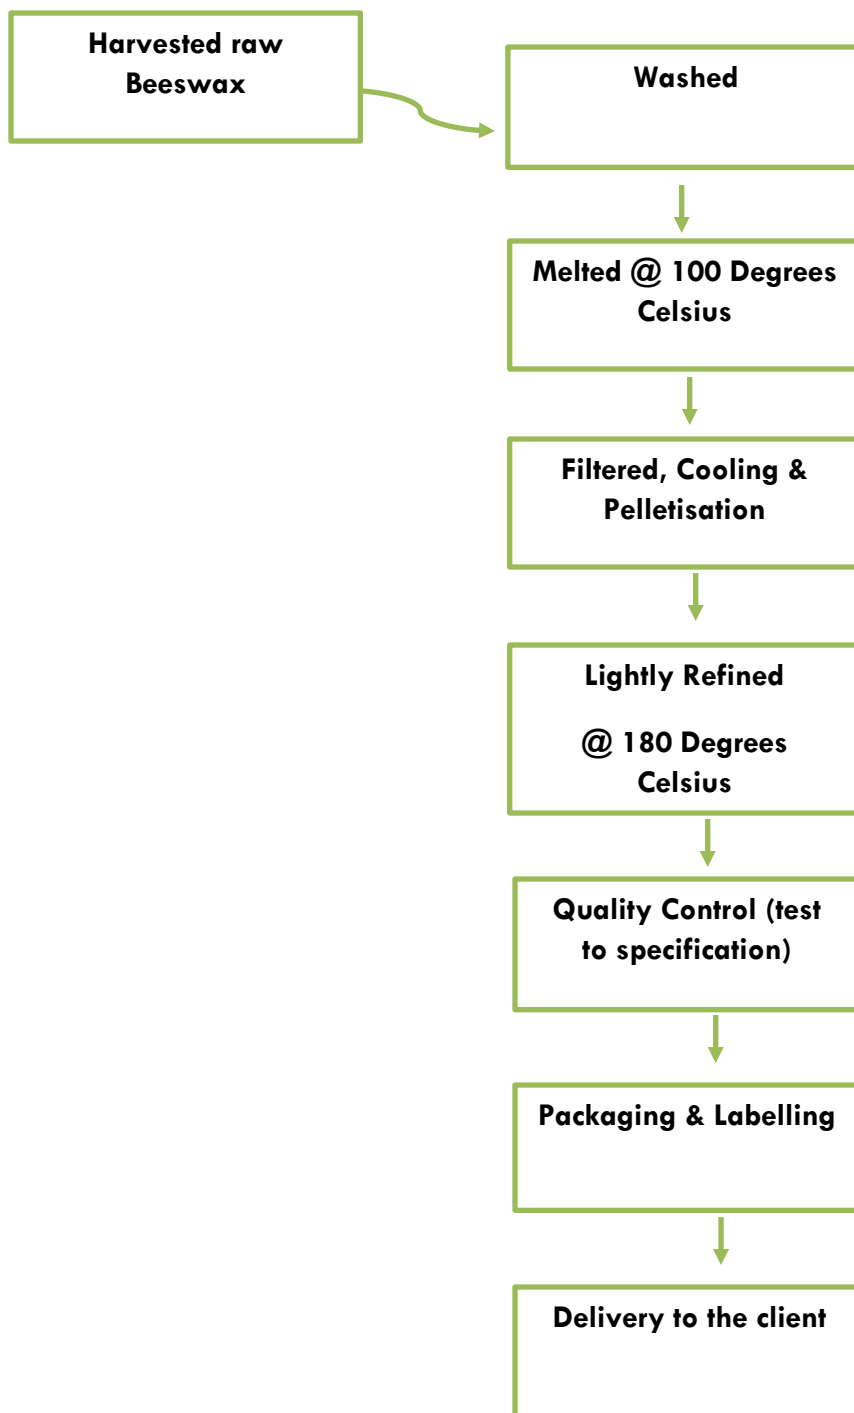 Harvested raw
Beeswax
Washed
Melted @ 100 Degrees
Celsius
Filtered, Cooling &
Pelletisation
Lightly Refined
@ 180 Degrees
Celsius
Quality Control (test
to specification)
Packaging & Labelling
Delivery to the client